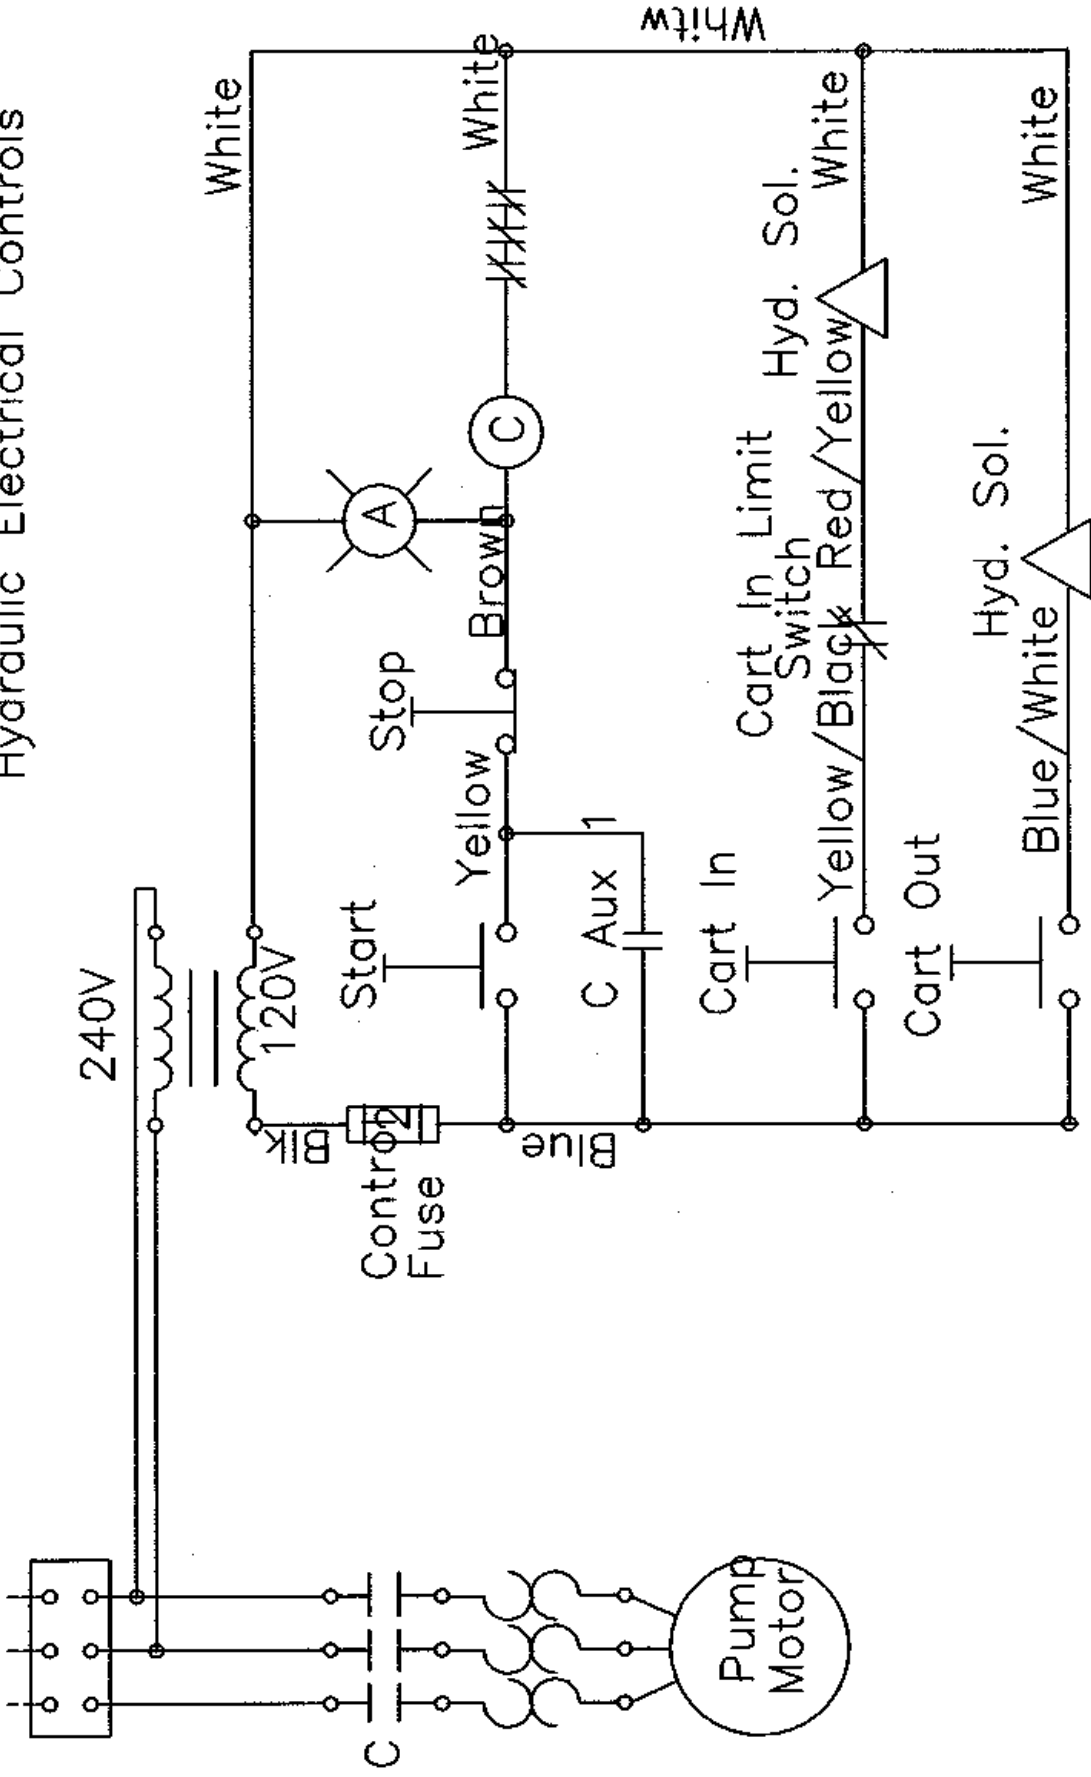 Hydraulic Electrical Controls
240V
120V
White
Blk
Control
Fuse
2
A
Start
Stop
Yellow
Brown
C
White
Blue
C Aux
1
Whitw
Cart In
Cart In Limit
Switch
Hyd. Sol.
Yellow/Black
Red/Yellow
White
Cart Out
Hyd. Sol.
Blue/White
White
C
Pump
Motor